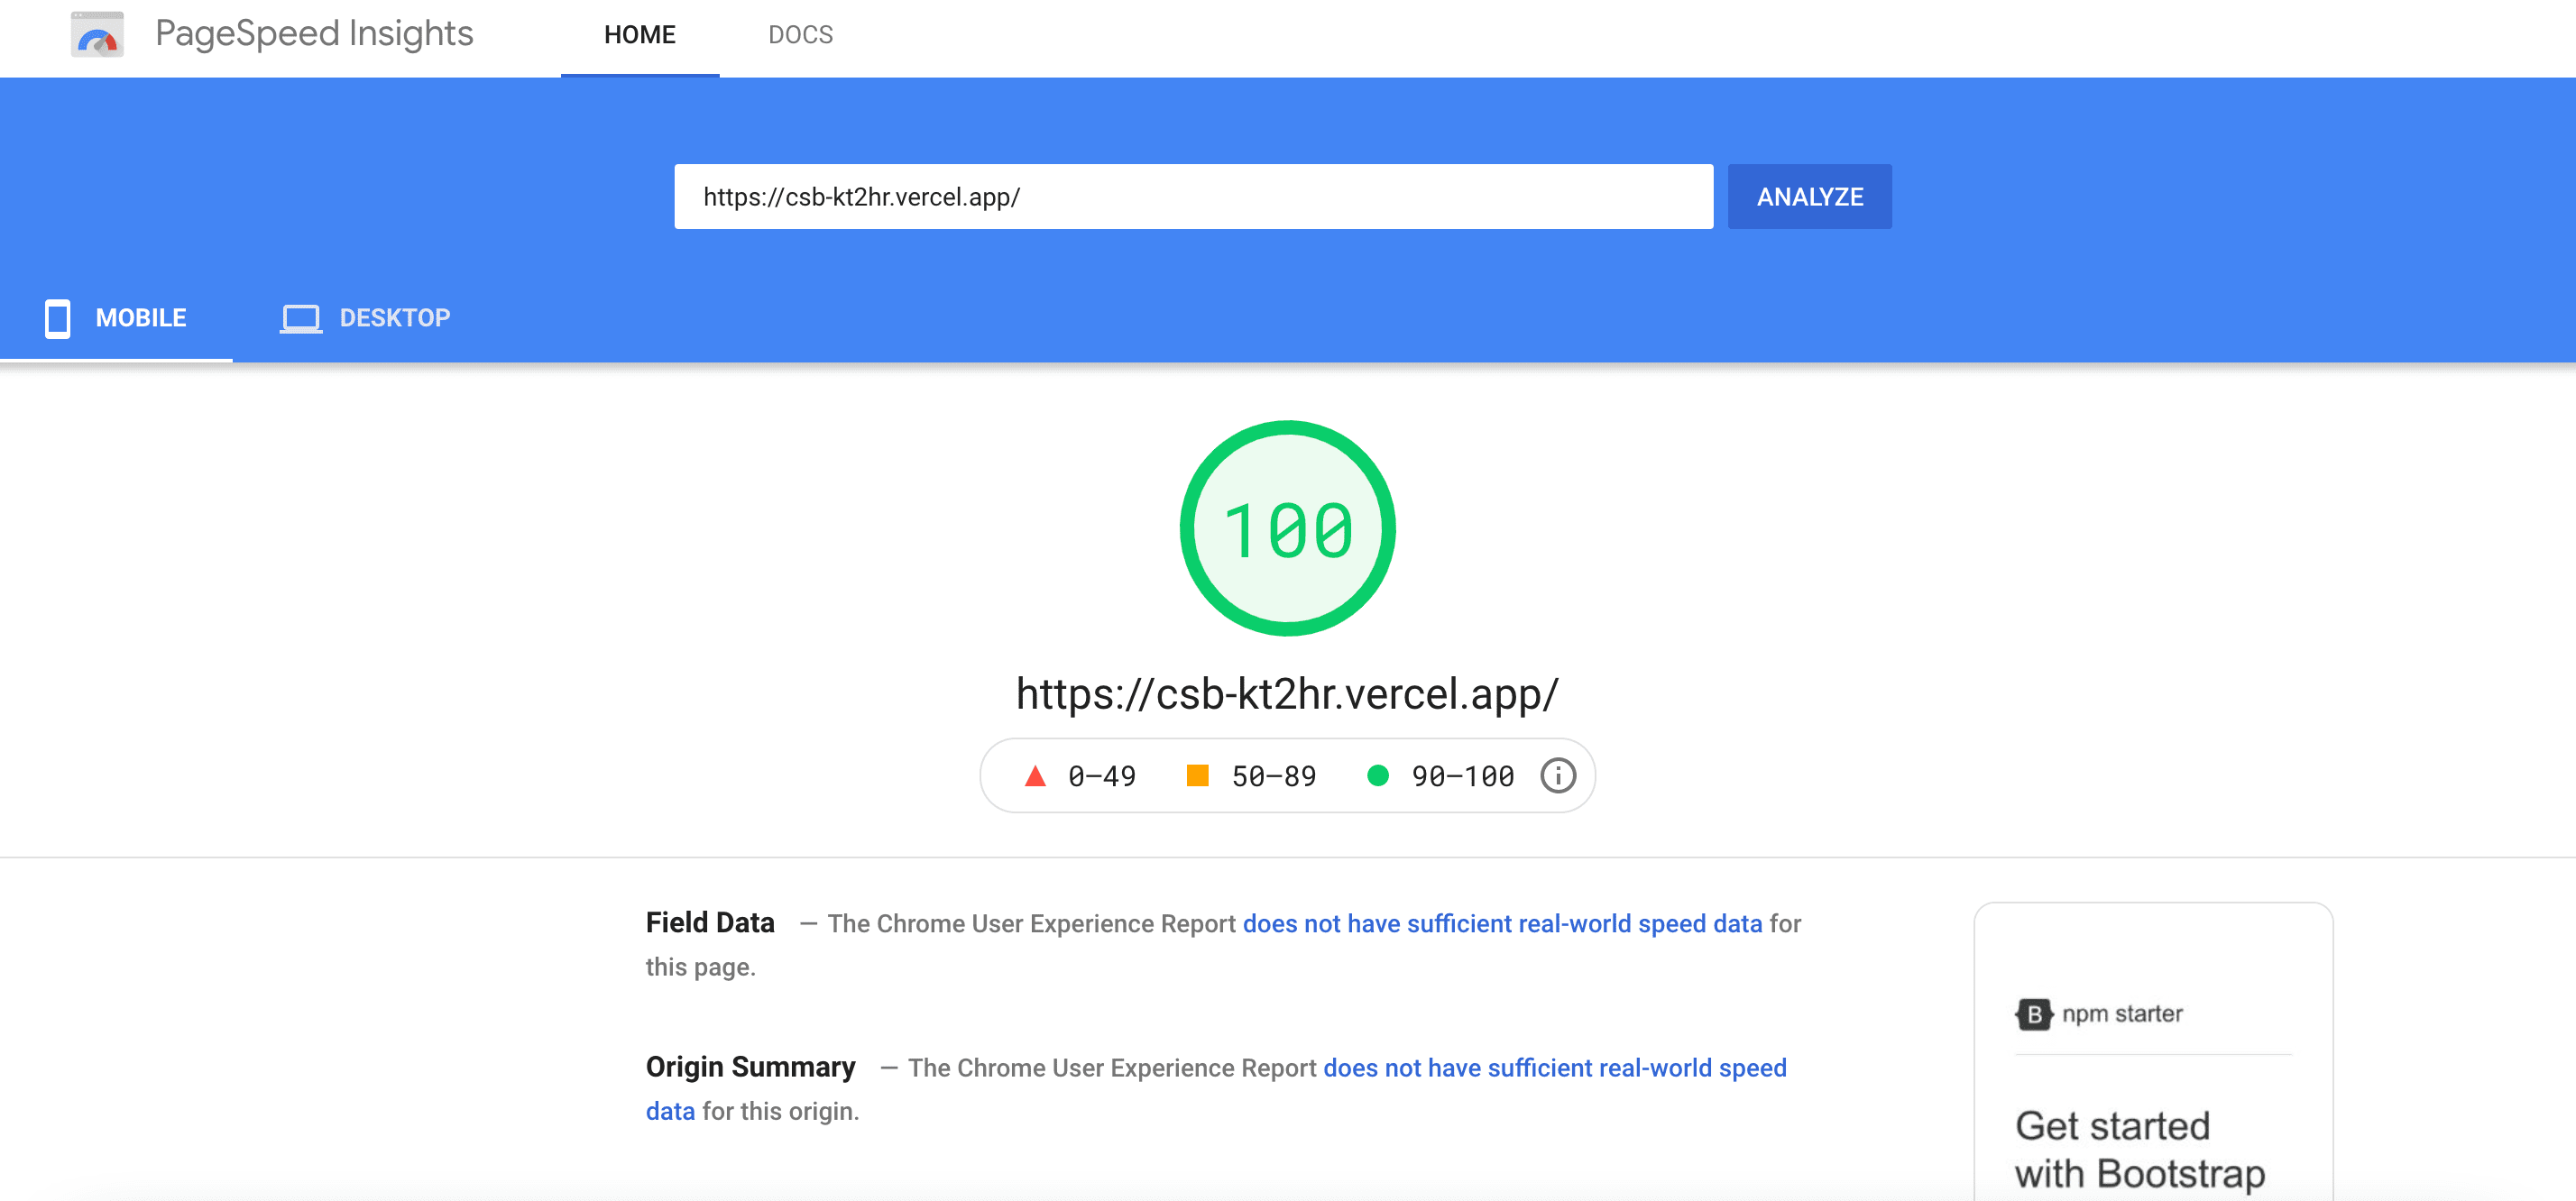 PageSpeed Insights
HOME
DOCS
https://csb-kt2hr.vercel.app/
ANALYZE
MOBILE
DESKTOP
100
https://csb-kt2hr.vercel.app/
0–49
50–89
90–100
Field Data — The Chrome User Experience Report does not have sufficient real-world speed data for
this page.
Origin Summary — The Chrome User Experience Report does not have sufficient real-world speed
data for this origin.
B npm starter
Get started
with Bootstrap